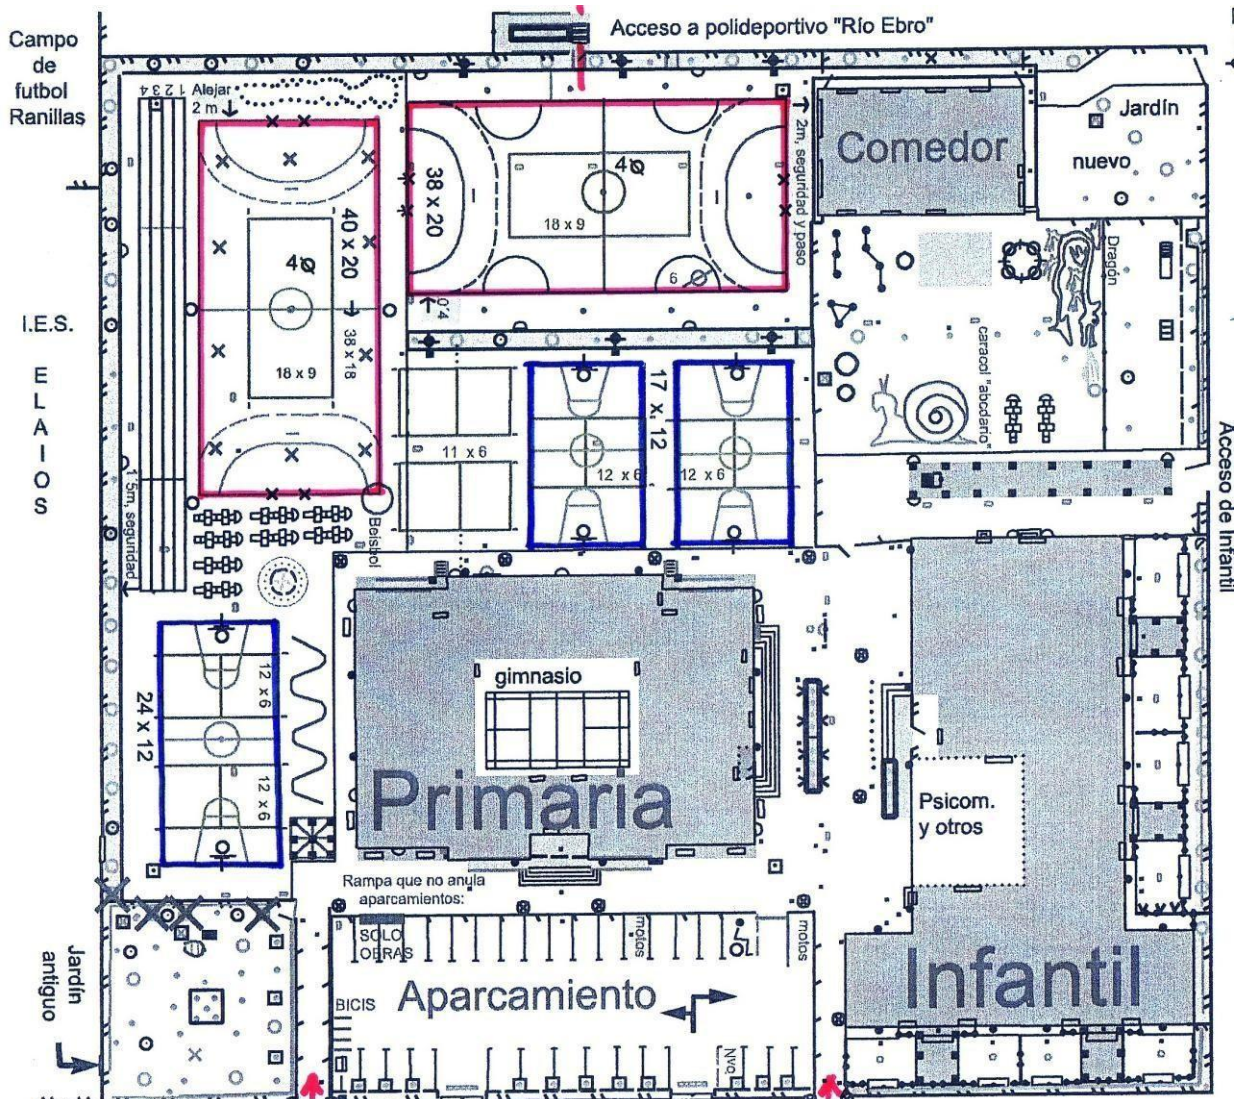 Acceso a polideportivo "Río Ebro"
Campo
de
futbol
Ranillas
1 2 3 4
Alejar
2 m
Comedor
Jardín
nuevo
2m, seguridad y paso
38 x 20
4
18 x 9
6
0,4
40 x 20
4
38 x 18
18 x 9
I.E.S.
E
L
A
I
O
S
1'5m, seguridad
Beisbol
11 x 6
17 x 12
12 x 6
12 x 6
Dragón
caracol "abcdario"
Acceso de Infantil
24 x 12
12 x 6
12 x 6
gimnasio
Primaria
Psicom.
y otros
Rampa que no anula
aparcamientos:
SOLO
OBRAS
motos
motos
BICIS
Aparcamiento
Infantil
Jardín
antiguo